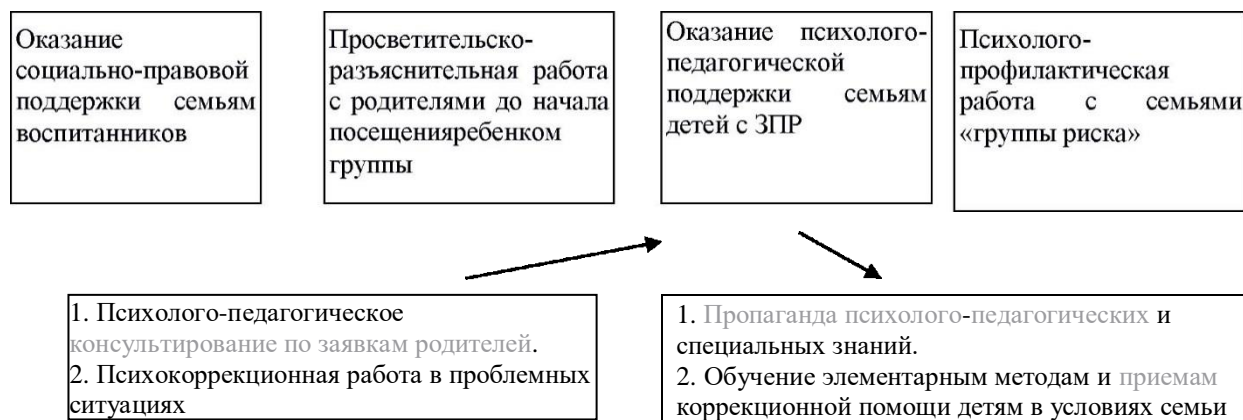 Оказание
социально-правовой
поддержки семьям
воспитанников
Просветительско-
разъяснительная работа
с родителями до начала
посещенияребенком
группы
Оказание психолого-
педагогической
поддержки семьям
детей с ЗПР
Психолого-
профилактическая
работа с семьями
«группы риска»
1. Психолого-педагогическое
консультирование по заявкам родителей.
2. Психокоррекционная работа в проблемных
ситуациях
1. Пропаганда психолого-педагогических и
специальных знаний.
2. Обучение элементарным методам и приемам
коррекционной помощи детям в условиях семьи